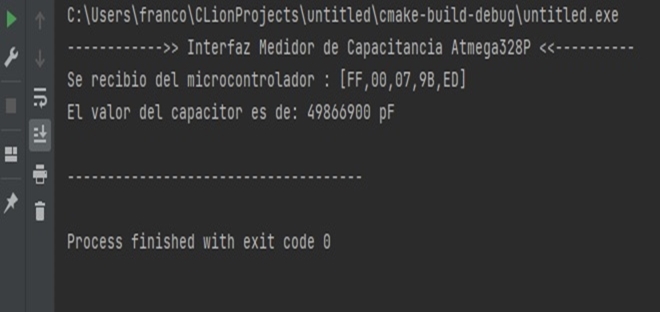 C:\Users\franco\CLionProjects\untitled\cmake-build-debug\untitled.exe
------------>> Interfaz Medidor de Capacitancia Atmega328P <<----------
Se recibio del microcontrolador : [FF,00,07,9B,ED]
El valor del capacitor es de: 49866900 pF
-------------------------------------
Process finished with exit code 0